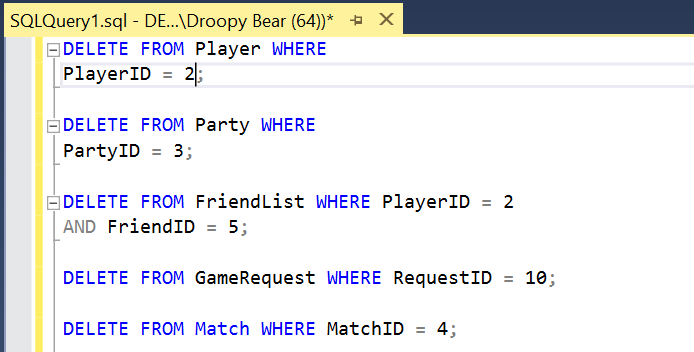 SQLQuery1.sql - DE...\Droopy Bear (64))*
DELETE FROM Player WHERE
PlayerID = 2;
DELETE FROM Party WHERE
PartyID = 3;
DELETE FROM FriendList WHERE PlayerID = 2
AND FriendID = 5;
DELETE FROM GameRequest WHERE RequestID = 10;
DELETE FROM Match WHERE MatchID = 4;